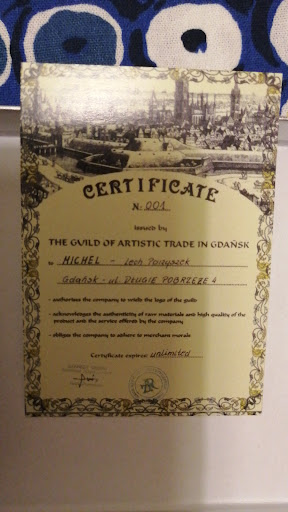 CERTIFICATE
No: 001
issued by
THE GUILD OF ARTISTIC TRADE IN GDAŃSK
to MICHEL - Lech
Gdańsk - ul. DŁUGIE POBRZEŻE 4
- authorises the company to wields the logo of the guild
- acknowledges the authenticity of raw materials and high quality of the
product and the service offered by the company
- obliges the company to adhere to merchant morals
Certificate expires: unlimited